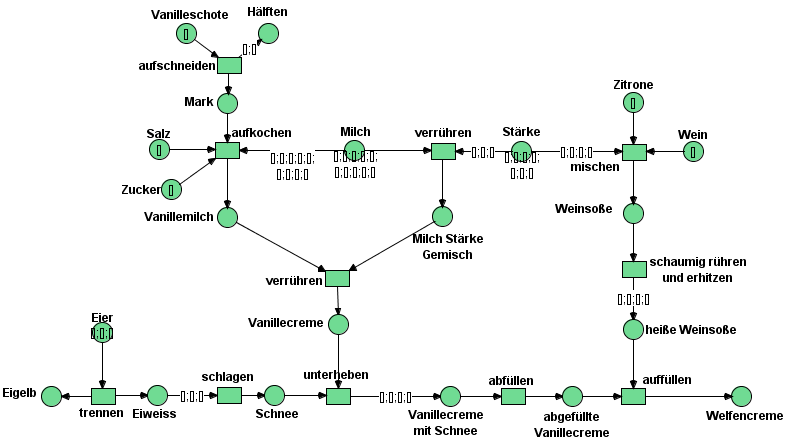 Vanilleschote
Hälften
▯
▯;▯
aufschneiden
Mark
Zitrone
▯
Salz
▯
aufkochen
Milch
verrühren
Stärke
Wein
▯
▯;▯;▯;▯;▯;
▯;▯;▯;▯
▯;▯;▯;▯;▯;
▯;▯;▯;▯;▯
▯;▯;▯
▯;▯;▯;▯;
▯;▯;▯
▯;▯;▯;▯
mischen
Zucker
▯
Vanillemilch
Milch Stärke
Gemisch
Weinsoße
verrühren
schaumig rühren
und erhitzen
▯;▯;▯;▯
Eier
▯;▯;▯
Vanillecreme
heiße Weinsoße
schlagen
unterheben
abfüllen
auffüllen
Eigelb
trennen
Eiweiss
▯;▯;▯
Schnee
▯;▯;▯;▯
Vanillecreme
mit Schnee
abgefüllte
Vanillecreme
Welfencreme